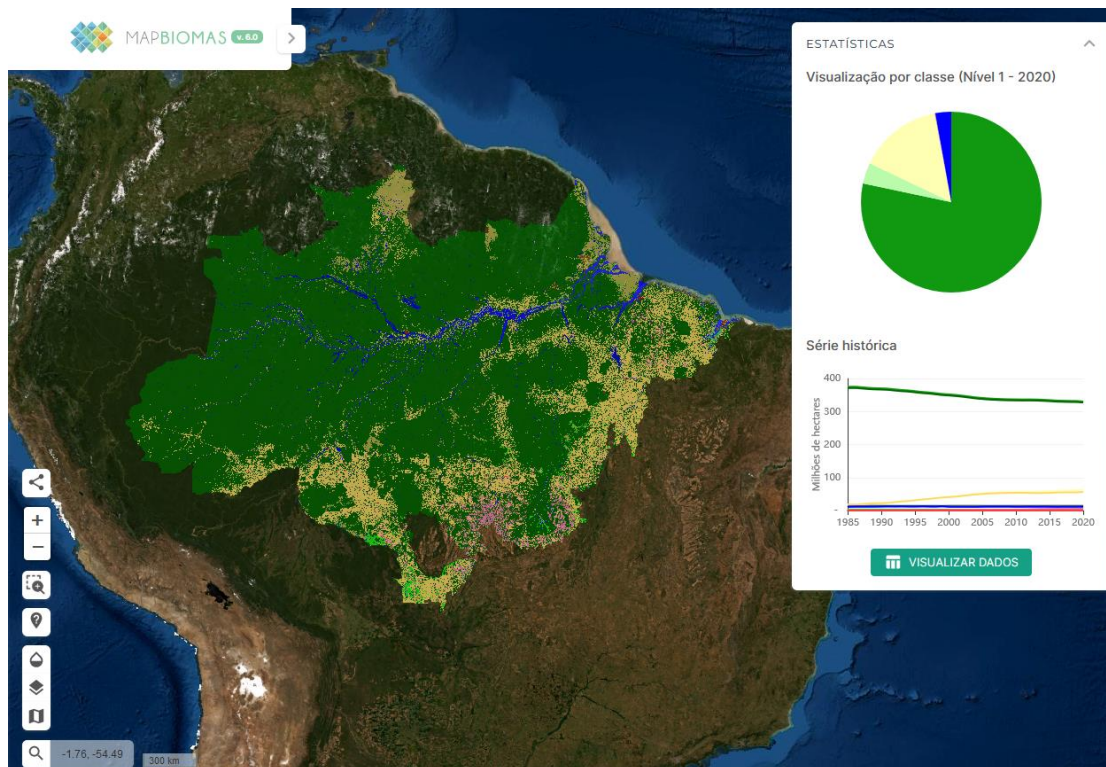 MAPBIOMAS v. 6.0
ESTATÍSTICAS
Visualização por classe (Nível 1 - 2020)
Série histórica
Milhões de hectares
400
300
200
100
-
1985 1990 1995 2000 2005 2010 2015 2020
VISUALIZAR DADOS
-1.76, -54.49
300 km